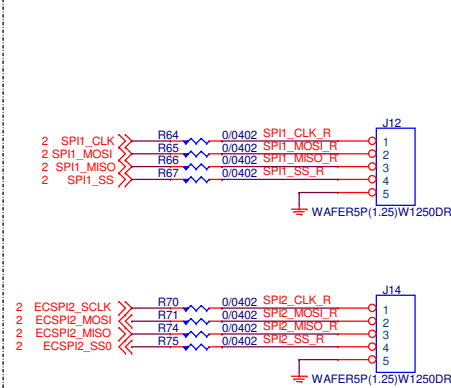 J12
2 SPI1_CLK R64 0/0402 SPI1_CLK_R 1
2 SPI1_MOSI R65 0/0402 SPI1_MOSI_R 2
2 SPI1_MISO R66 0/0402 SPI1_MISO_R 3
2 SPI1_SS R67 0/0402 SPI1_SS_R 4
5
WAFER5P(1.25)W1250DR
J14
2 ECSPI2_SCLK R70 0/0402 SPI2_CLK_R 1
2 ECSPI2_MOSI R71 0/0402 SPI2_MOSI_R 2
2 ECSPI2_MISO R74 0/0402 SPI2_MISO_R 3
2 ECSPI2_SS0 R75 0/0402 SPI2_SS_R 4
5
WAFER5P(1.25)W1250DR